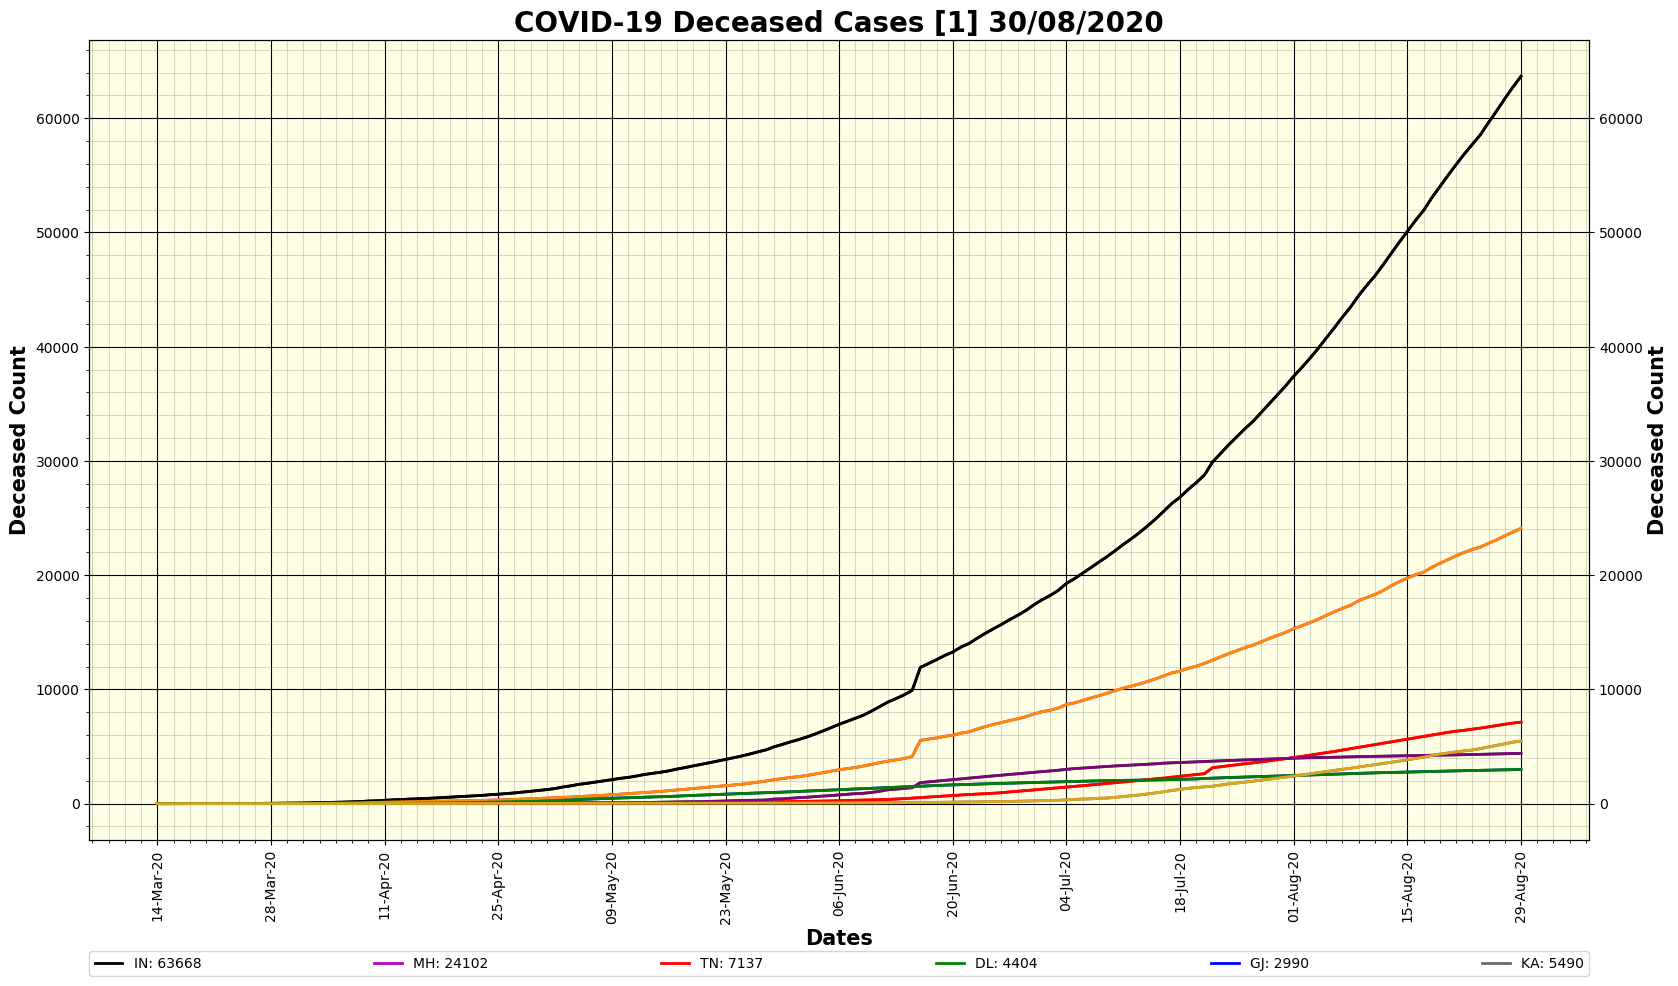 COVID-19 Deceased Cases [1] 30/08/2020
Deceased Count
60000
50000
40000
30000
20000
10000
0
60000
50000
40000
30000
20000
10000
0
Deceased Count
14-Mar-20 28-Mar-20 11-Apr-20 25-Apr-20 09-May-20 23-May-20 06-Jun-20 20-Jun-20 04-Jul-20 18-Jul-20 01-Aug-20 15-Aug-20 29-Aug-20
Dates
IN: 63668 MH: 24102 TN: 7137 DL: 4404 GJ: 2990 KA: 5490